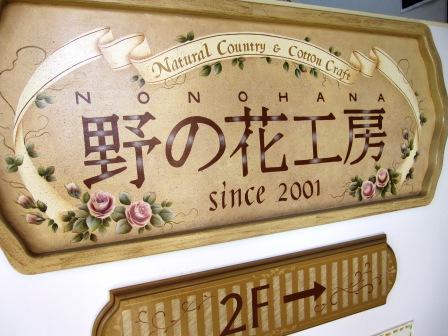 Natural Country & Cotton Craft
NONOHANA
野の花工房
since 2001
2F→